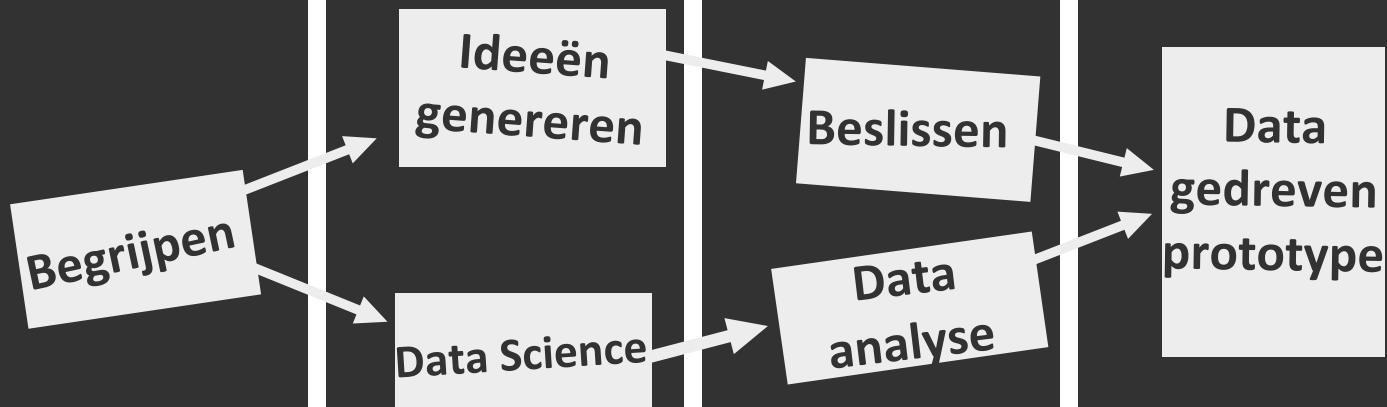 Begrijpen
Ideeën
genereren
Data Science
Beslissen
Data
analyse
Data
gedreven
prototype